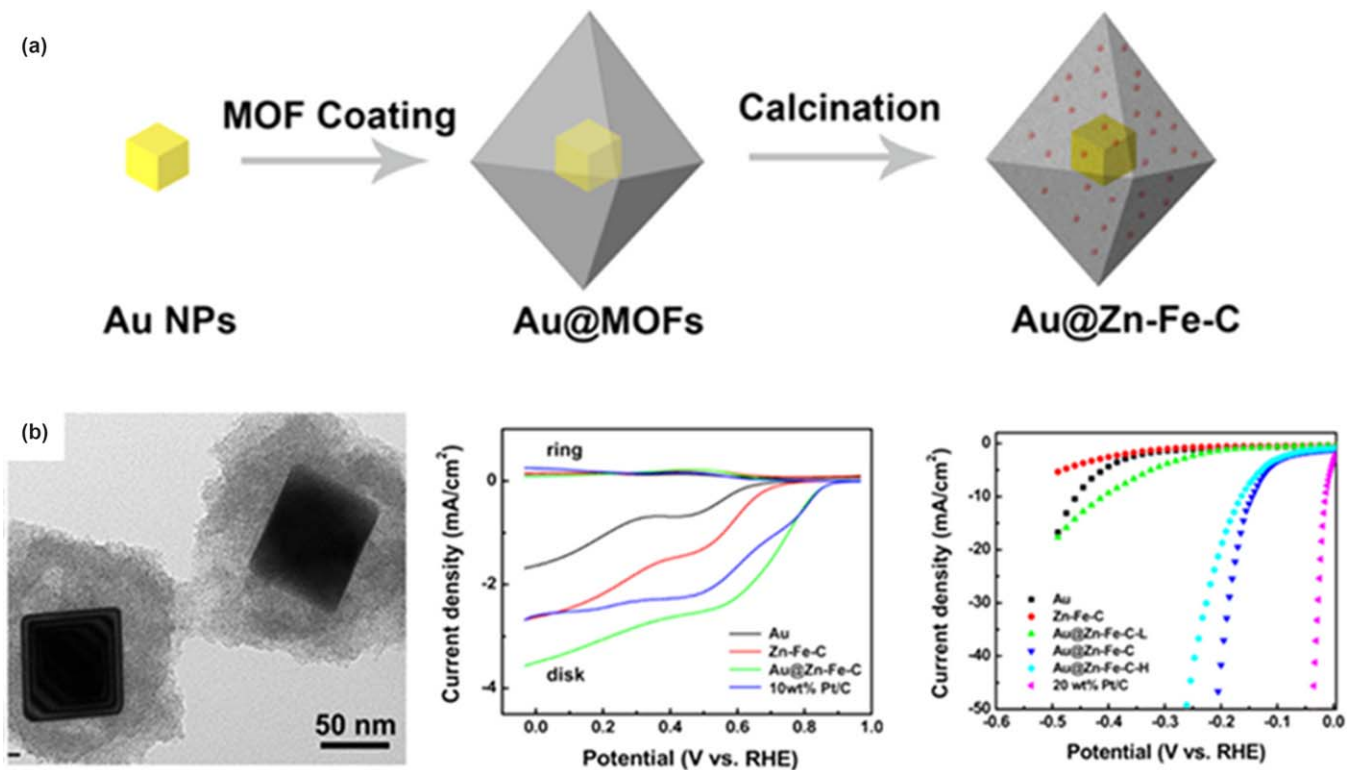 (a)
MOF Coating
Calcination
Au NPs
Au@MOFs
Au@Zn-Fe-C
(b)
50 nm
ring
disk
Au
Zn-Fe-C
Au@Zn-Fe-C
10wt% Pt/C
Current density (mA/cm²)
0
-2
-4
0.0 0.2 0.4 0.6 0.8 1.0
Potential (V vs. RHE)
Current density (mA/cm²)
0
-10
-20
-30
-40
-50
Au
Zn-Fe-C
Au@Zn-Fe-C-L
Au@Zn-Fe-C
Au@Zn-Fe-C-H
20 wt% Pt/C
-0.6 -0.5 -0.4 -0.3 -0.2 -0.1 0.0
Potential (V vs. RHE)